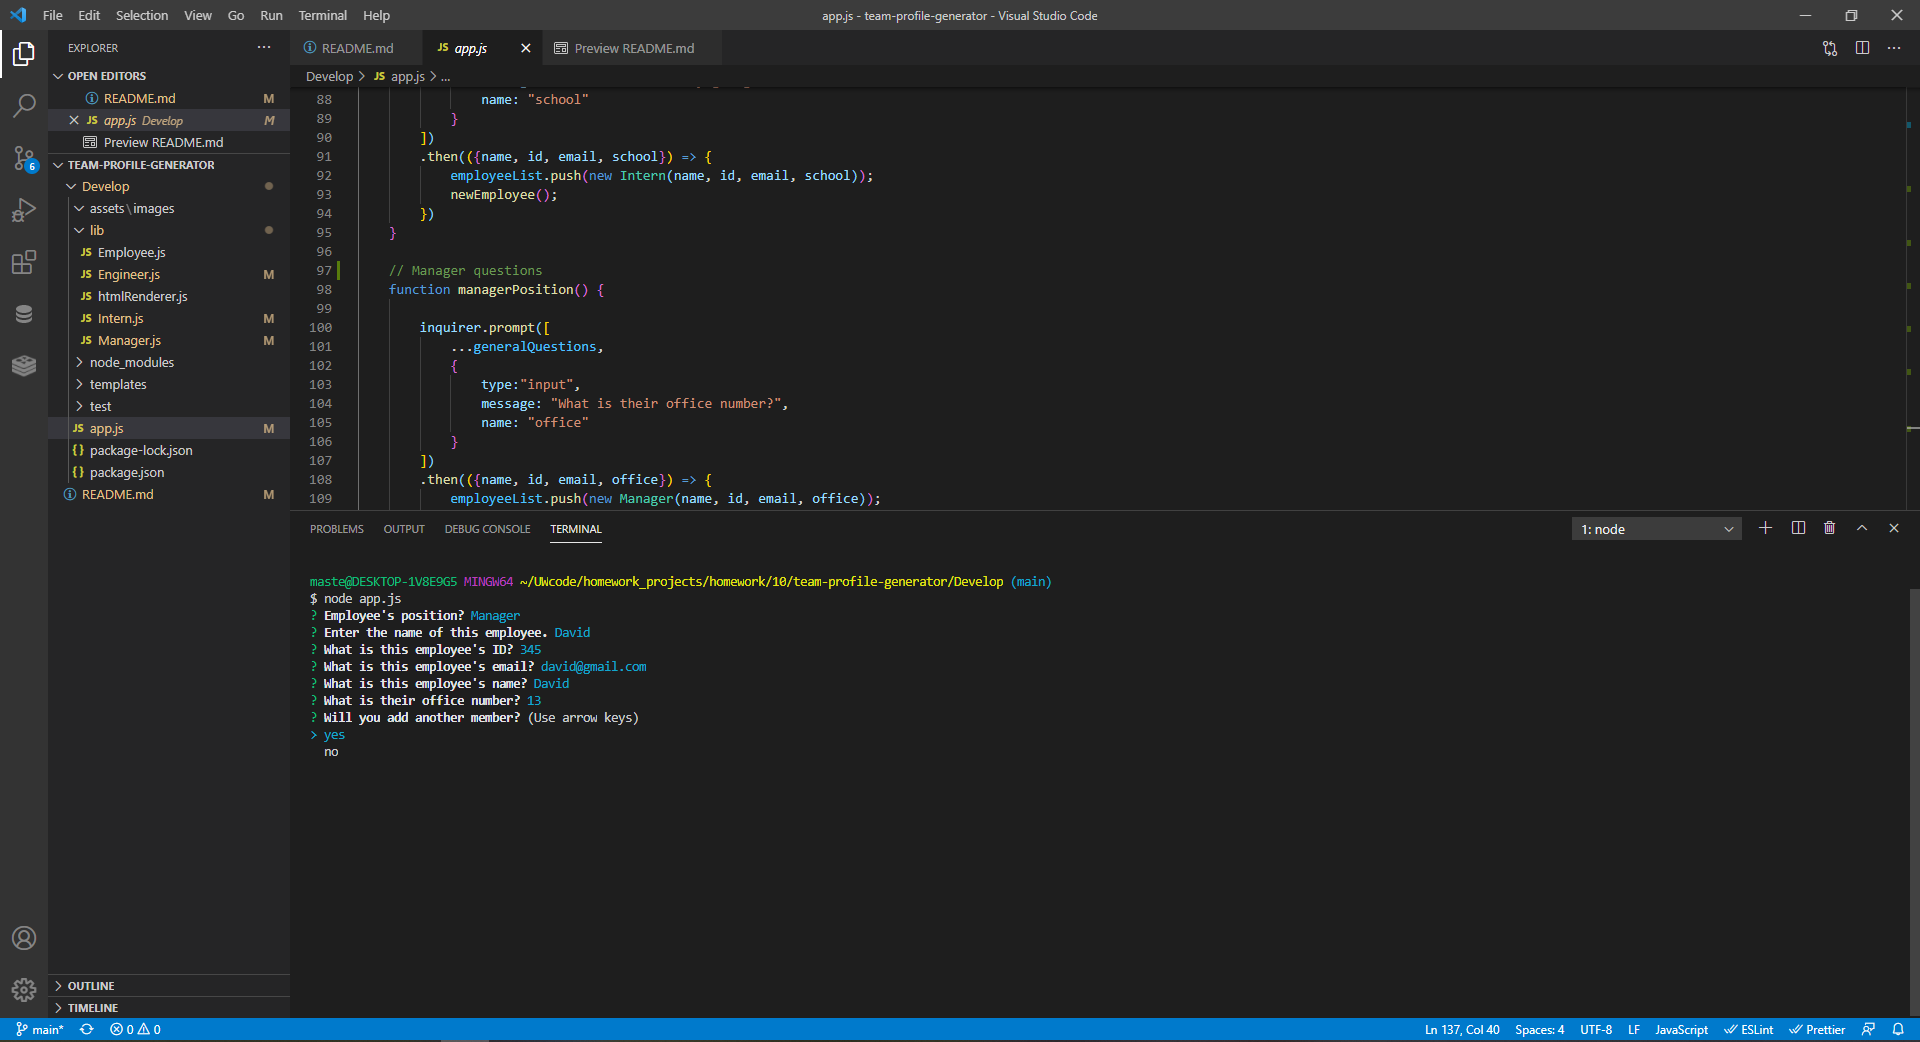 File Edit Selection View Go Run Terminal Help
app.js - team-profile-generator - Visual Studio Code
EXPLORER
OPEN EDITORS
README.md M
app.js Develop M
Preview README.md
TEAM-PROFILE-GENERATOR
Develop
assets\images
lib
JS Employee.js
JS Engineer.js M
JS htmlRenderer.js
JS Intern.js M
JS Manager.js M
node_modules
templates
test
JS app.js M
{} package-lock.json
{} package.json
README.md M
OUTLINE
TIMELINE
6
README.md JS app.js Preview README.md
Develop > JS app.js > ...
88 name: "school"
89 }
90 ])
91 .then(({name, id, email, school}) => {
92 employeeList.push(new Intern(name, id, email, school));
93 newEmployee();
94 })
95 }
96
97 // Manager questions
98 function managerPosition() {
99
100 inquirer.prompt([
101 ...generalQuestions,
102 {
103 type:"input",
104 message: "What is their office number?",
105 name: "office"
106 }
107 ])
108 .then(({name, id, email, office}) => {
109 employeeList.push(new Manager(name, id, email, office));
PROBLEMS OUTPUT DEBUG CONSOLE TERMINAL
1: node
maste@DESKTOP-1V8E9G5 MINGW64 ~/UWcode/homework_projects/homework/10/team-profile-generator/Develop (main)
$ node app.js
? Employee's position? Manager
? Enter the name of this employee. David
? What is this employee's ID? 345
? What is this employee's email? david@gmail.com
? What is this employee's name? David
? What is their office number? 13
? Will you add another member? (Use arrow keys)
> yes
no
main* 0 0
Ln 137, Col 40 Spaces: 4 UTF-8 LF JavaScript ESLint Prettier